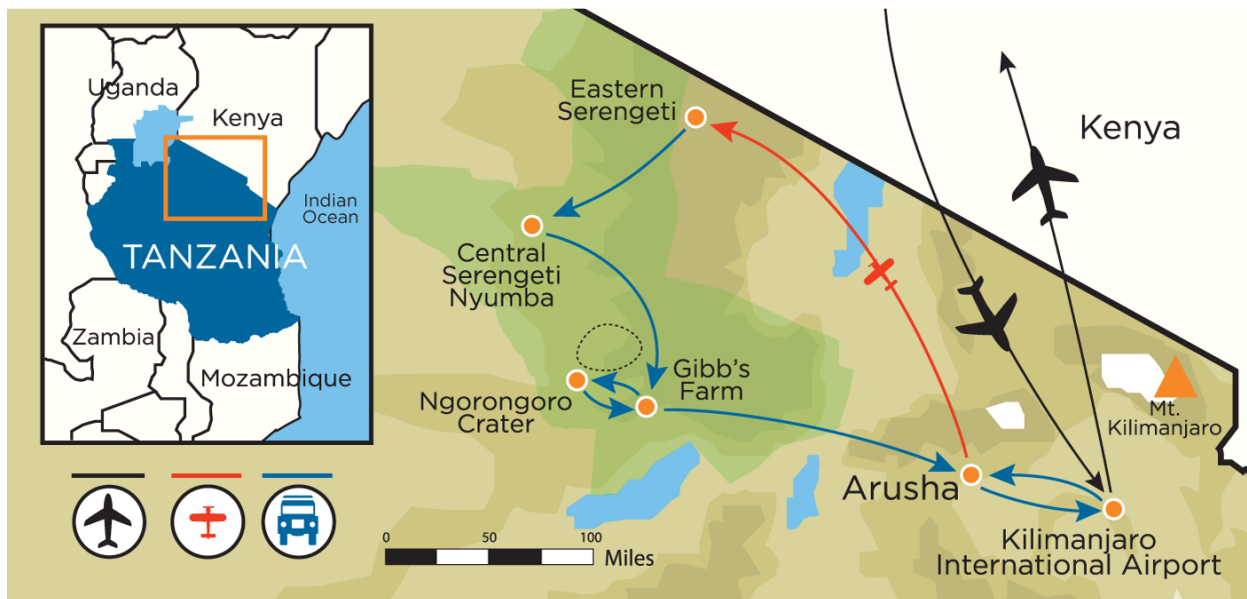 Uganda
Kenya
Indian
Ocean
TANZANIA
Zambia
Mozambique
Eastern
Serengeti
Kenya
Central
Serengeti
Nyumba
Gibb's
Farm
Ngorongoro
Crater
Mt.
Kilimanjaro
Arusha
Kilimanjaro
International Airport
0 50 100
Miles